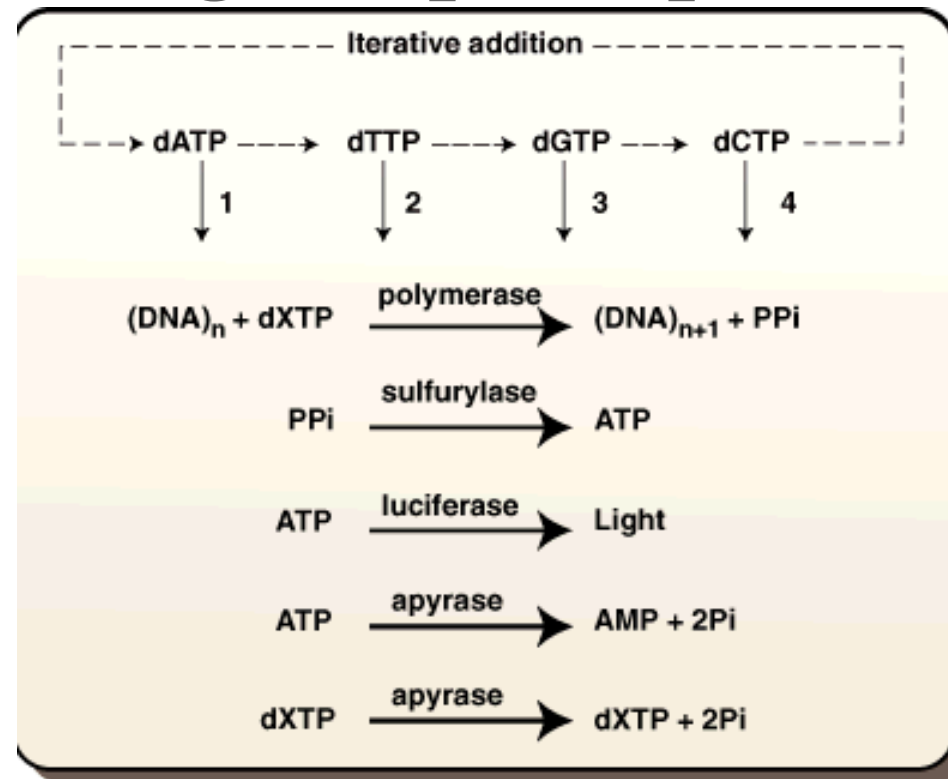 Iterative addition
dATP dTTP dGTP dCTP
1 2 3 4
(DNA)n + dXTP polymerase (DNA)n+1 + PPi
PPi sulfurylase ATP
ATP luciferase Light
ATP apyrase AMP + 2Pi
dXTP apyrase dXTP + 2Pi